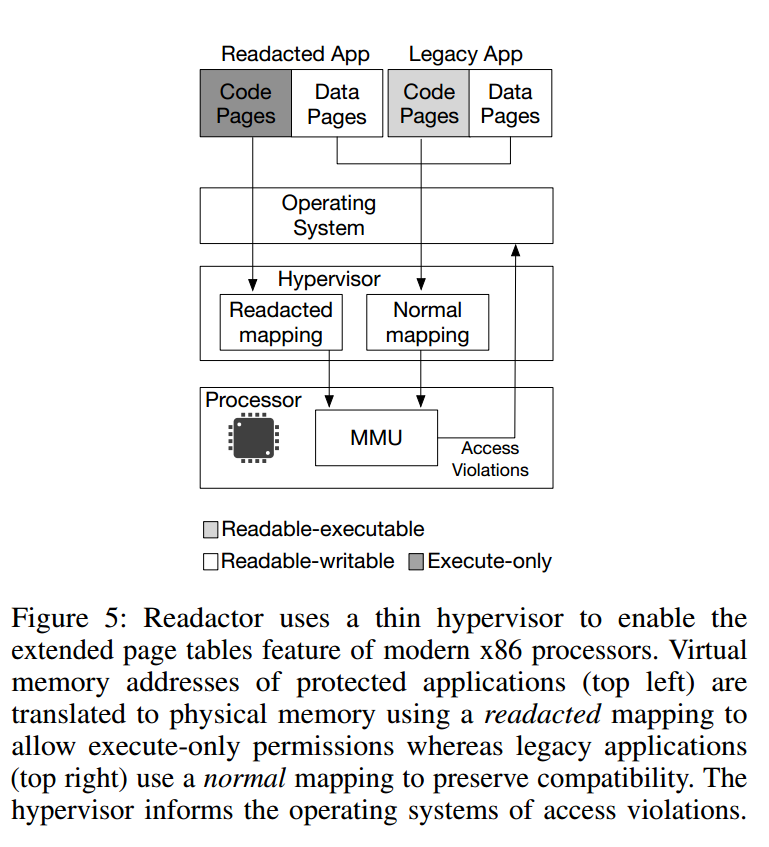 Readacted App
Legacy App
Code
Pages
Data
Pages
Code
Pages
Data
Pages
Operating
System
Hypervisor
Readacted
mapping
Normal
mapping
Processor
MMU
Access
Violations
Readable-executable
Readable-writable
Execute-only
Figure 5: Readactor uses a thin hypervisor to enable the
extended page tables feature of modern x86 processors. Virtual
memory addresses of protected applications (top left) are
translated to physical memory using a readacted mapping to
allow execute-only permissions whereas legacy applications
(top right) use a normal mapping to preserve compatibility. The
hypervisor informs the operating systems of access violations.